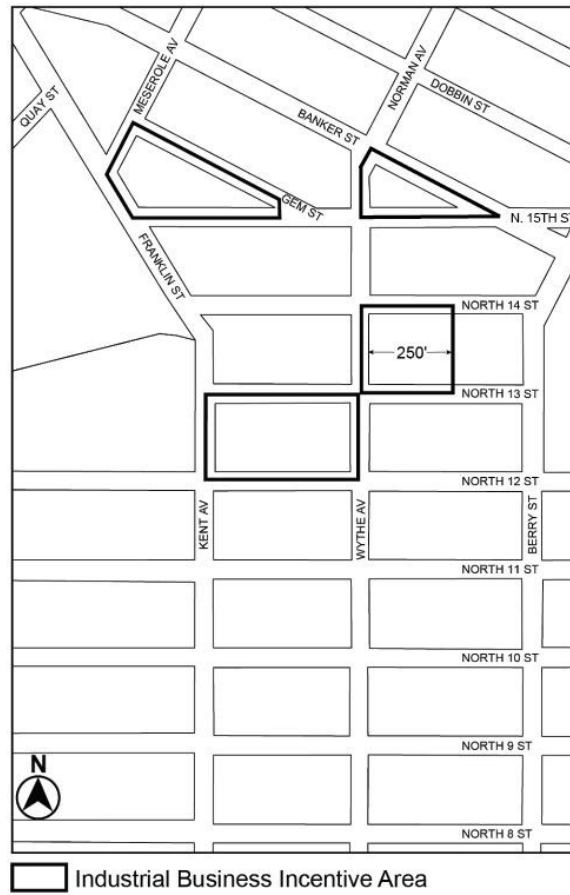 MESEROLE AV
NORMAN AV
QUAY ST
DOBBIN ST
BANKER ST
GEM ST
N. 15TH ST
FRANKLIN ST
NORTH 14 ST
250'
NORTH 13 ST
NORTH 12 ST
KENT AV
WYTHE AV
BERRY ST
NORTH 11 ST
NORTH 10 ST
NORTH 9 ST
N
NORTH 8 ST
Industrial Business Incentive Area